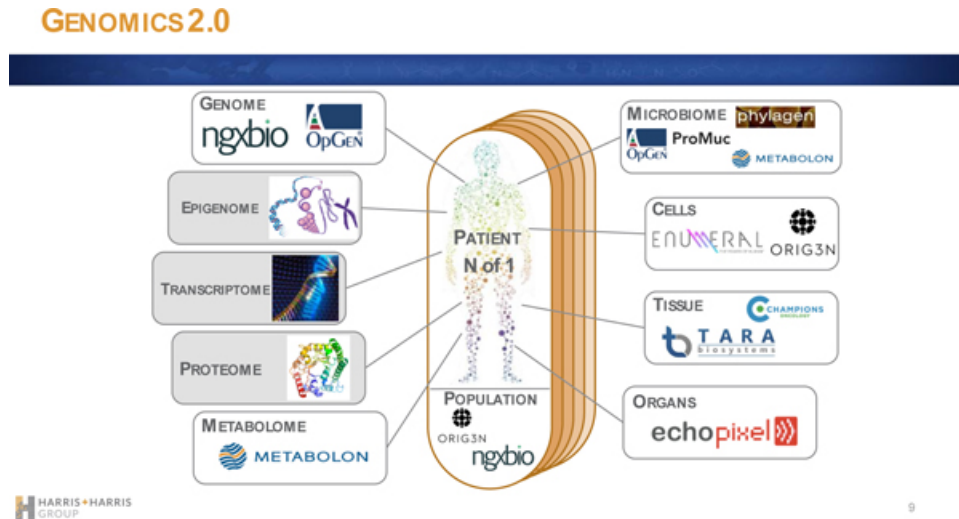 GENOMICS 2.0
GENOME
ngxbio
OPGEN
EPIGENOME
TRANSCRIPTOME
PROTEOME
METABOLOME
METABOLON
PATIENT
N of 1
POPULATION
ORIG3N
ngxbio
MICROBIOME
phylagen
OPGEN
ProMuc
METABOLON
CELLS
ENUMERAL
ORIG3N
TISSUE
CHAMPIONS
ONCOLOGY
TARA
biosystems
ORGANS
echopixel
HARRIS+HARRIS
GROUP
9